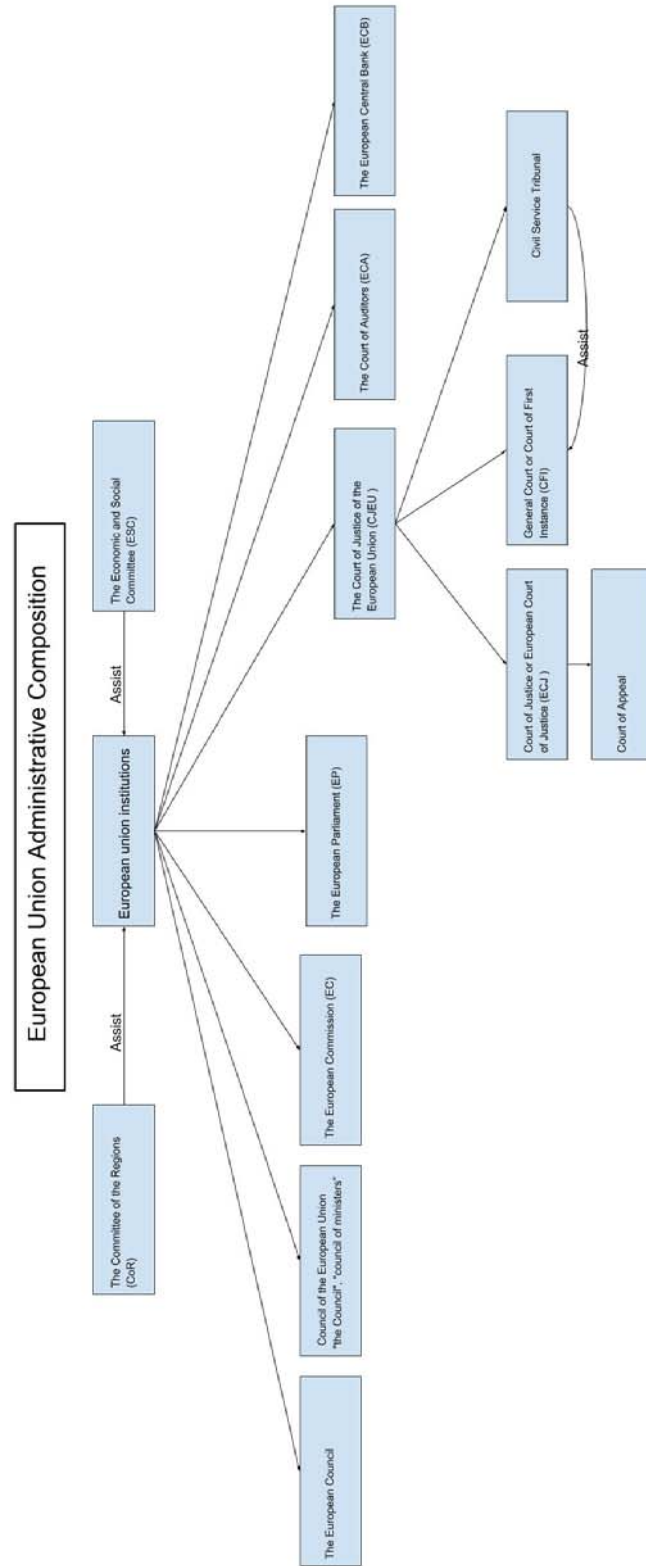 European Union Administrative Composition
The Committee of the Regions
(CoR)
Assist
European union institutions
Assist
The Economic and Social
Committee (ESC)
The European Council
Council of the European Union
"the Council", "council of ministers"
The European Commission (EC)
The European Parliament (EP)
The Court of Justice of the
European Union (CJEU )
The Court of Auditors (ECA)
The European Central Bank (ECB)
Court of Justice or European Court
of Justice (ECJ )
General Court or Court of First
Instance (CFI)
Civil Service Tribunal
Assist
Court of Appeal